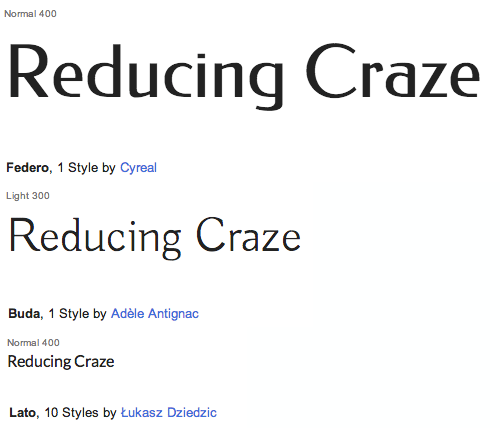 Normal 400
Reducing Craze
Federo, 1 Style by Cyreal
Light 300
Reducing Craze
Buda, 1 Style by Adèle Antignac
Normal 400
Reducing Craze
Lato, 10 Styles by Łukasz Dziedzic